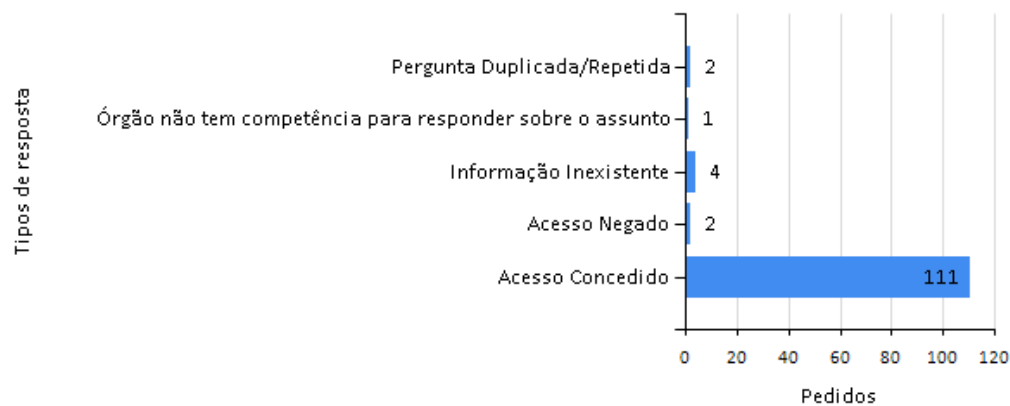 Tipos de resposta
Pergunta Duplicada/Repetida 2
Órgão não tem competência para responder sobre o assunto 1
Informação Inexistente 4
Acesso Negado 2
Acesso Concedido 111
0 20 40 60 80 100 120
Pedidos